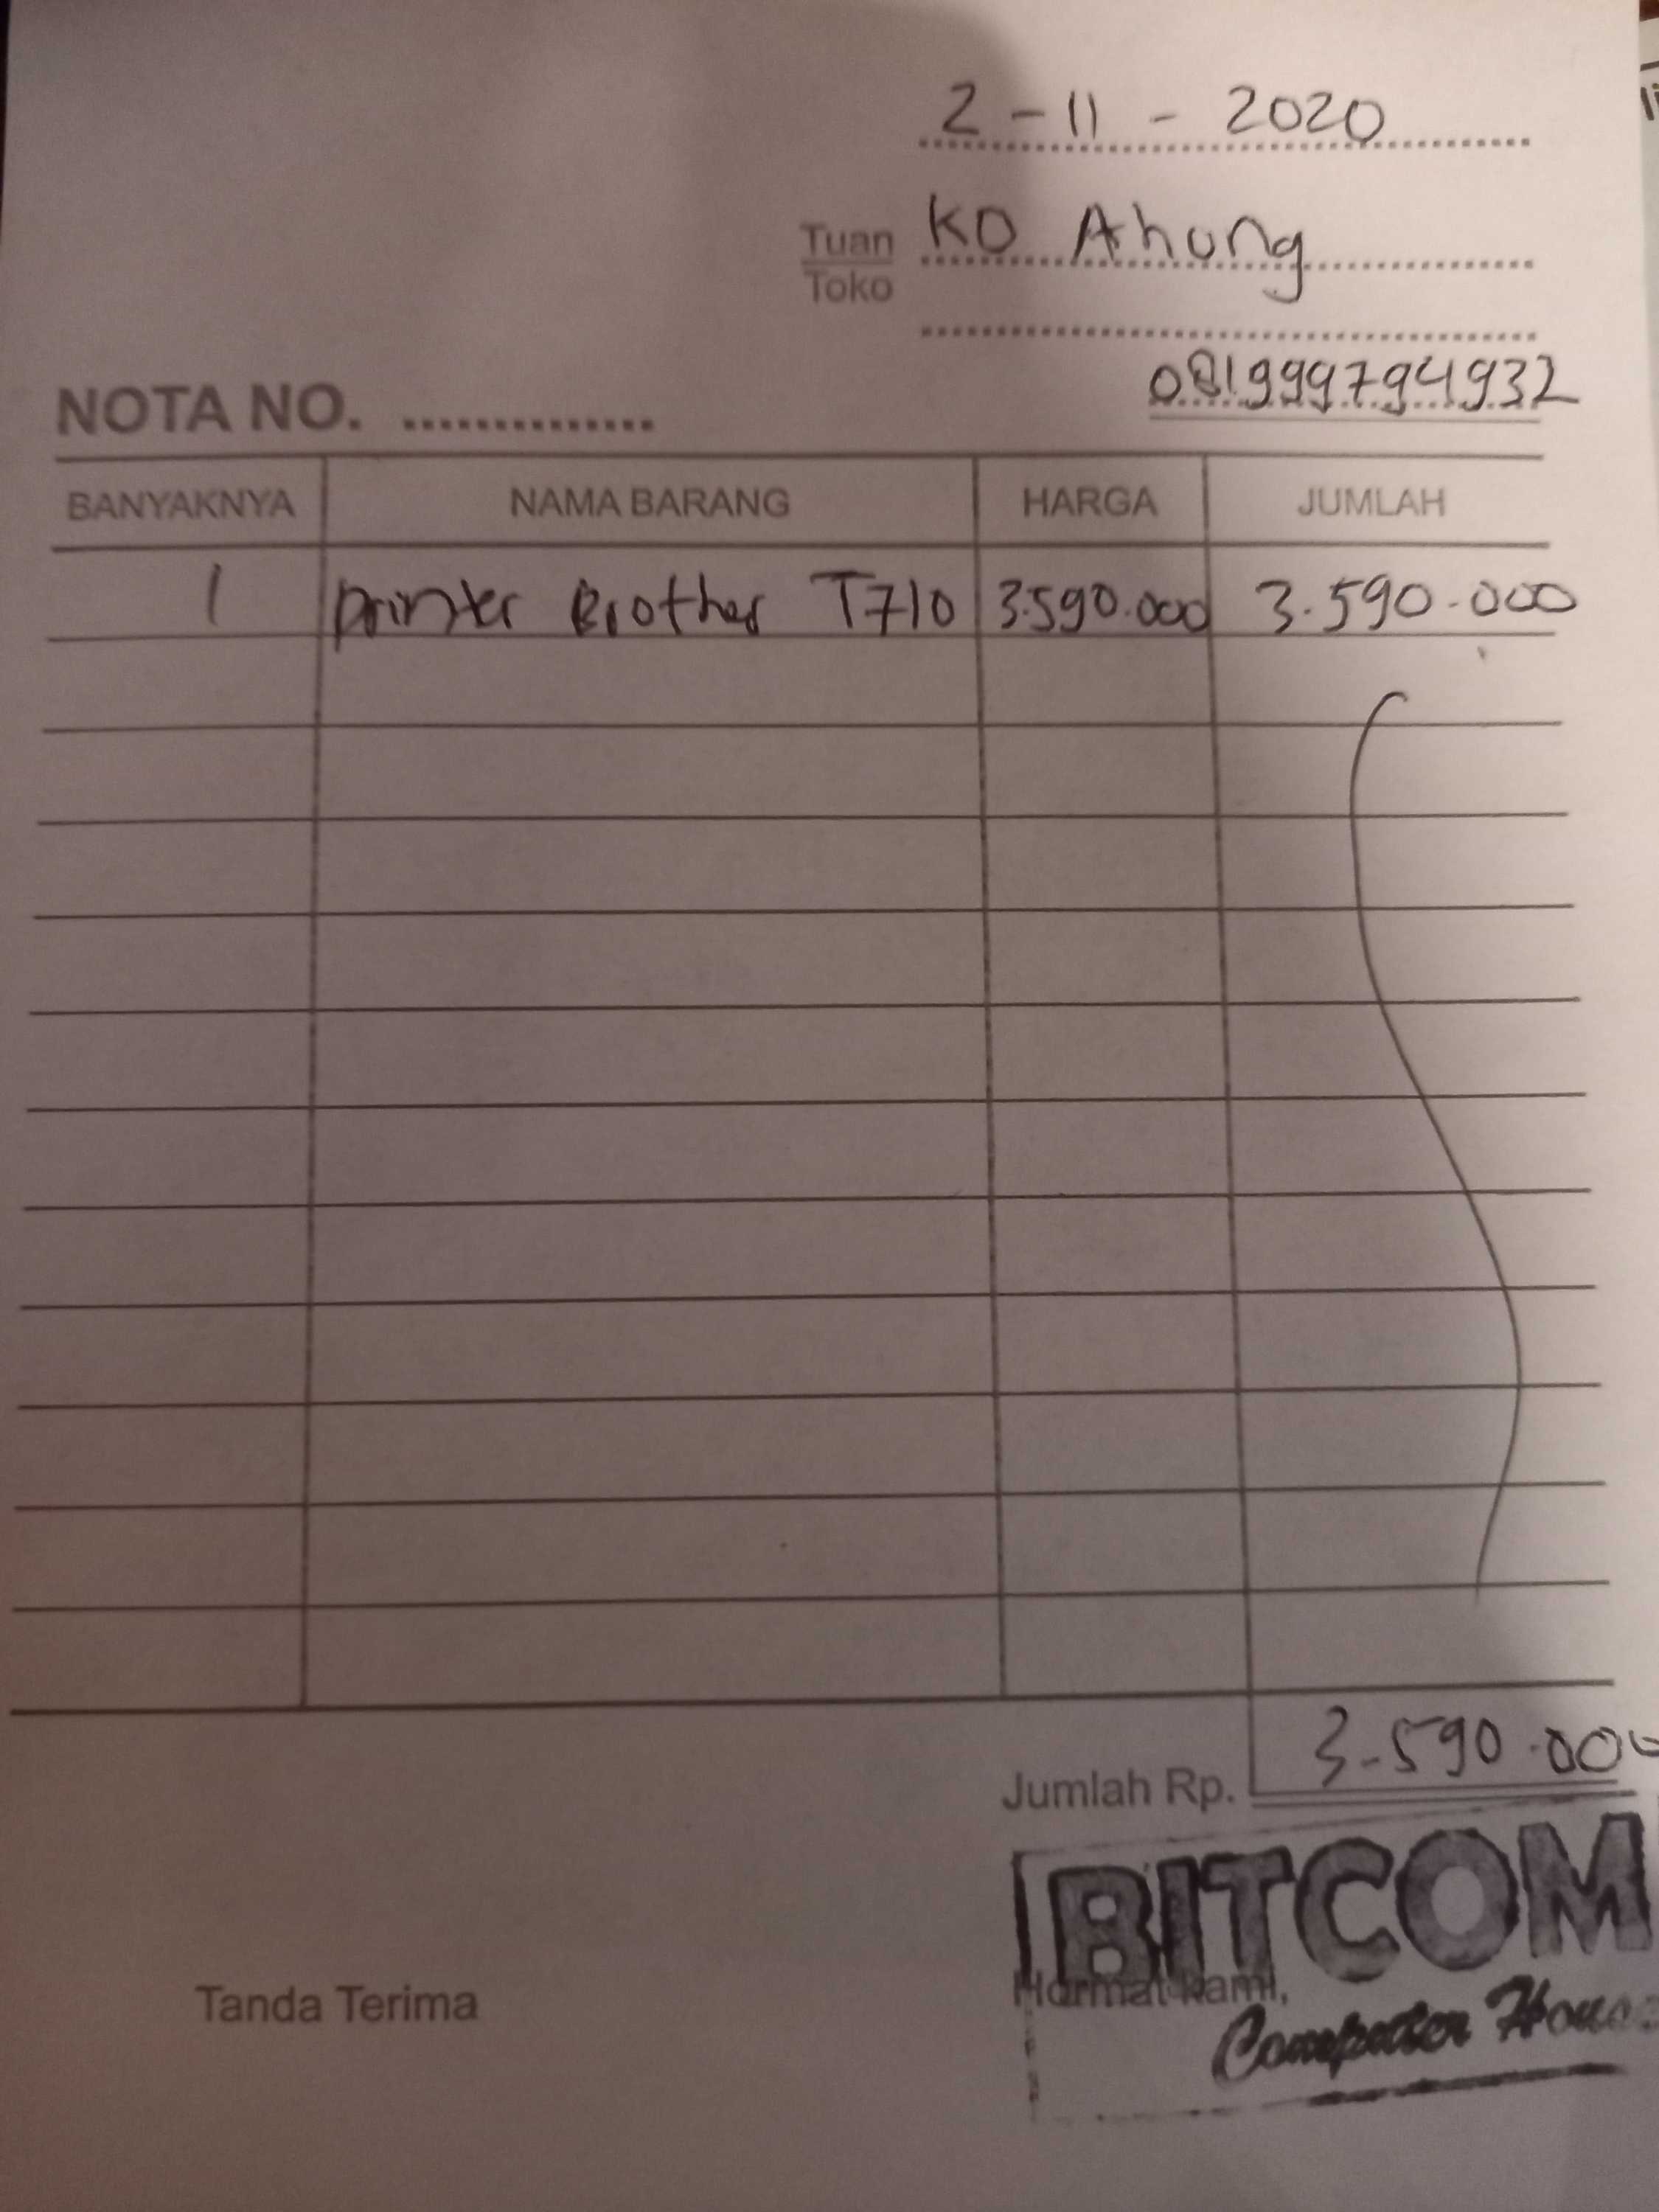 2 - 11 - 2020
Tuan KO Ahung
Toko
081999794932
NOTA NO. ..............
BANYAKNYA NAMA BARANG HARGA JUMLAH
1 printer Brother T710 3.590.000 3.590.000
Jumlah Rp. 3.590.000
BITCOM
Tanda Terima Hormat kami,
Computer House